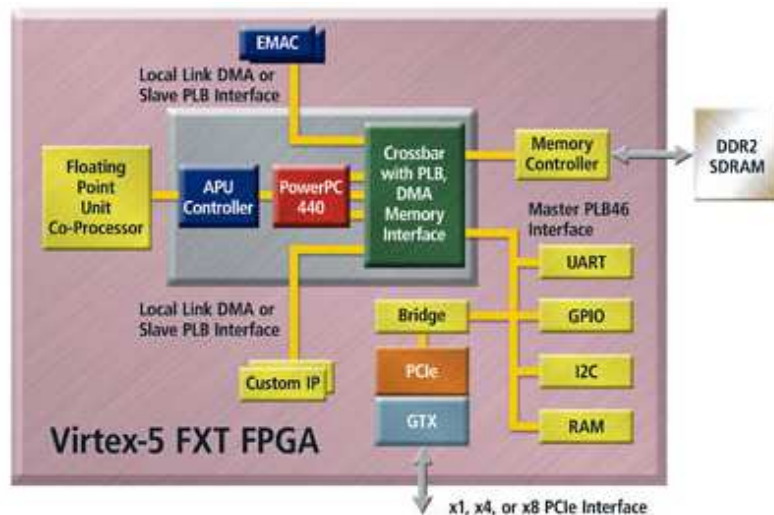 EMAC
Local Link DMA or
Slave PLB Interface
Floating
Point
Unit
Co-Processor
APU
Controller
PowerPC
440
Crossbar
with PLB,
DMA
Memory
Interface
Memory
Controller
DDR2
SDRAM
Master PLB46
Interface
UART
Local Link DMA or
Slave PLB Interface
Bridge
GPIO
Custom IP
PCIe
I2C
GTX
RAM
Virtex-5 FXT FPGA
x1, x4, or x8 PCIe Interface